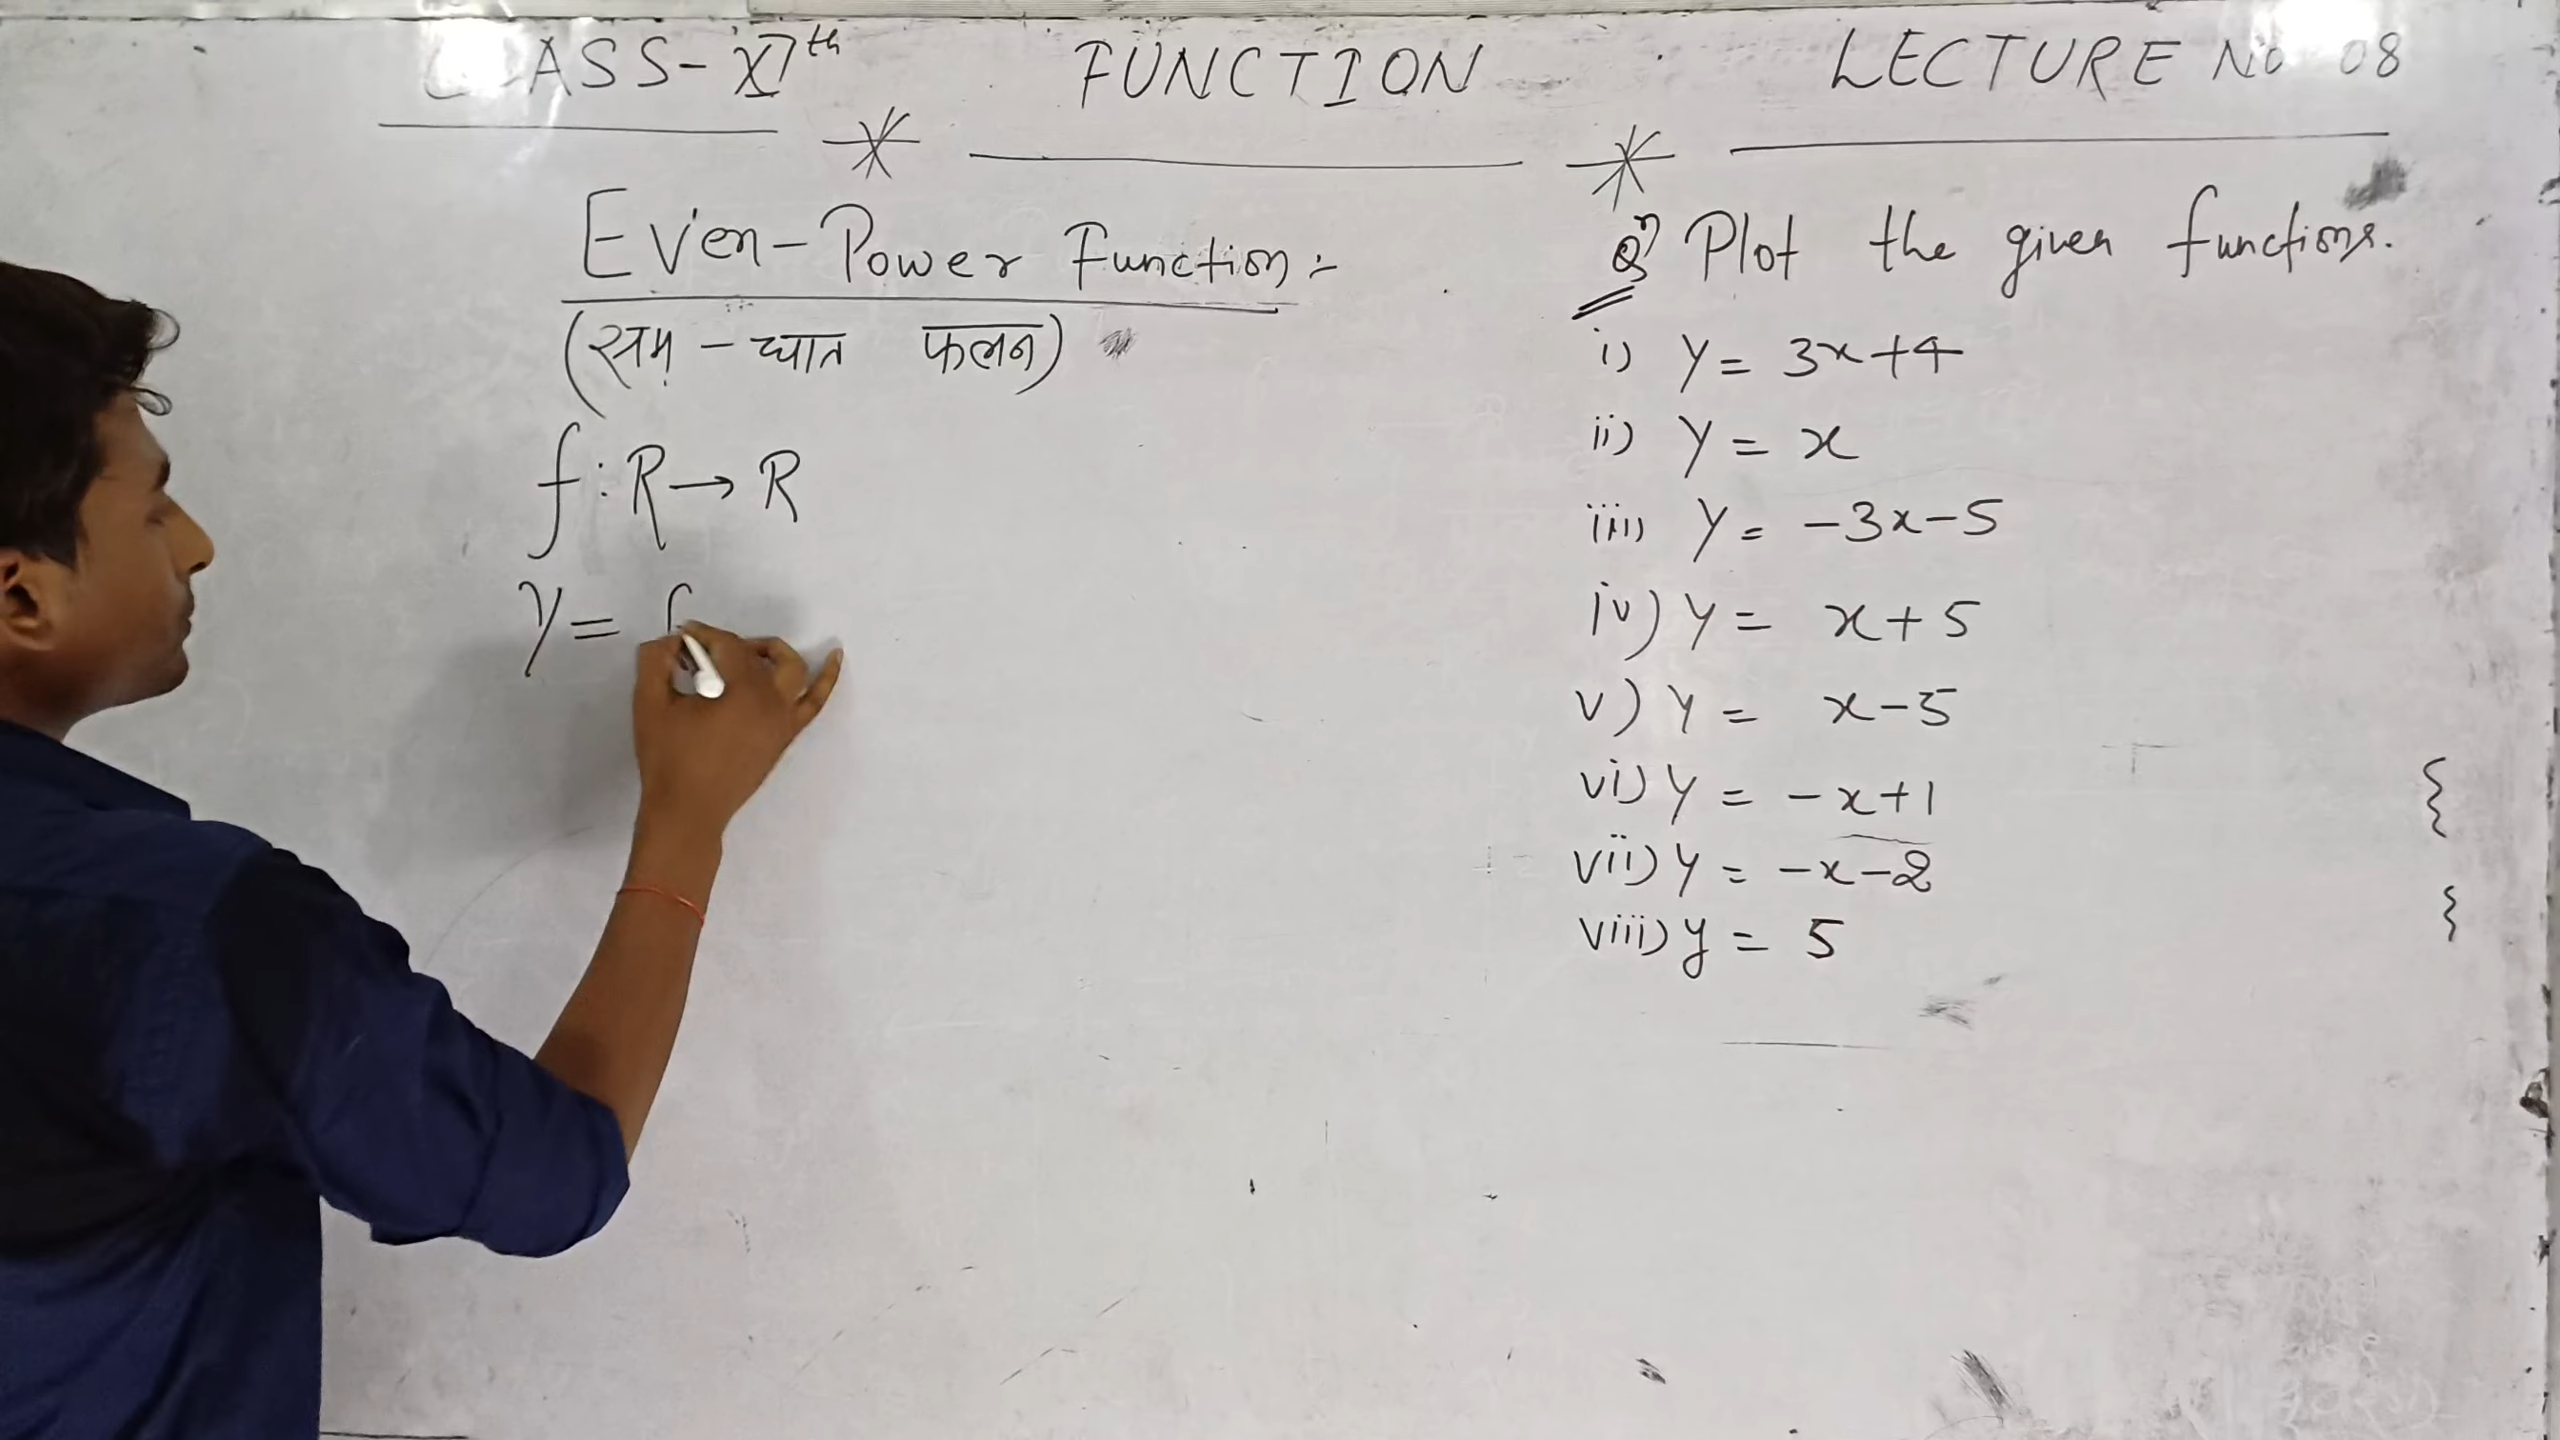 CLASS-XIth FUNCTION LECTURE No 08
Even-Power Function :-
(सम - घात फलन)
f : R → R
y = f
Qn Plot the given functions.
i) y = 3x+4
ii) y = x
iii) y = -3x-5
iv) y = x+5
v) y = x-5
vi) y = -x+1
vii) y = -x-2
viii) y = 5